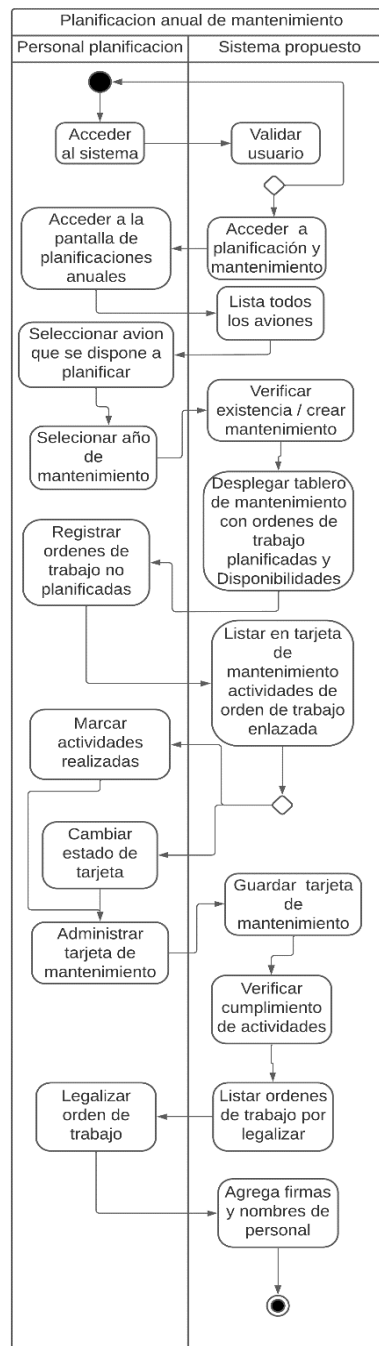 Planificacion anual de mantenimiento
Personal planificacion
Sistema propuesto
Acceder
al sistema
Validar
usuario
Acceder a
planificación y
mantenimiento
Acceder a la
pantalla de
planificaciones
anuales
Lista todos
los aviones
Seleccionar avion
que se dispone a
planificar
Selecionar año
de
mantenimiento
Verificar
existencia / crear
mantenimiento
Desplegar tablero
de mantenimiento
con ordenes de
trabajo
planificadas y
Disponibilidades
Registrar
ordenes de
trabajo no
planificadas
Listar en tarjeta
de
mantenimiento
actividades de
orden de trabajo
enlazada
Marcar
actividades
realizadas
Cambiar
estado de
tarjeta
Administrar
tarjeta de
mantenimiento
Guardar tarjeta
de
mantenimiento
Verificar
cumplimiento
de actividades
Listar ordenes
de trabajo por
legalizar
Legalizar
orden de
trabajo
Agrega firmas
y nombres de
personal